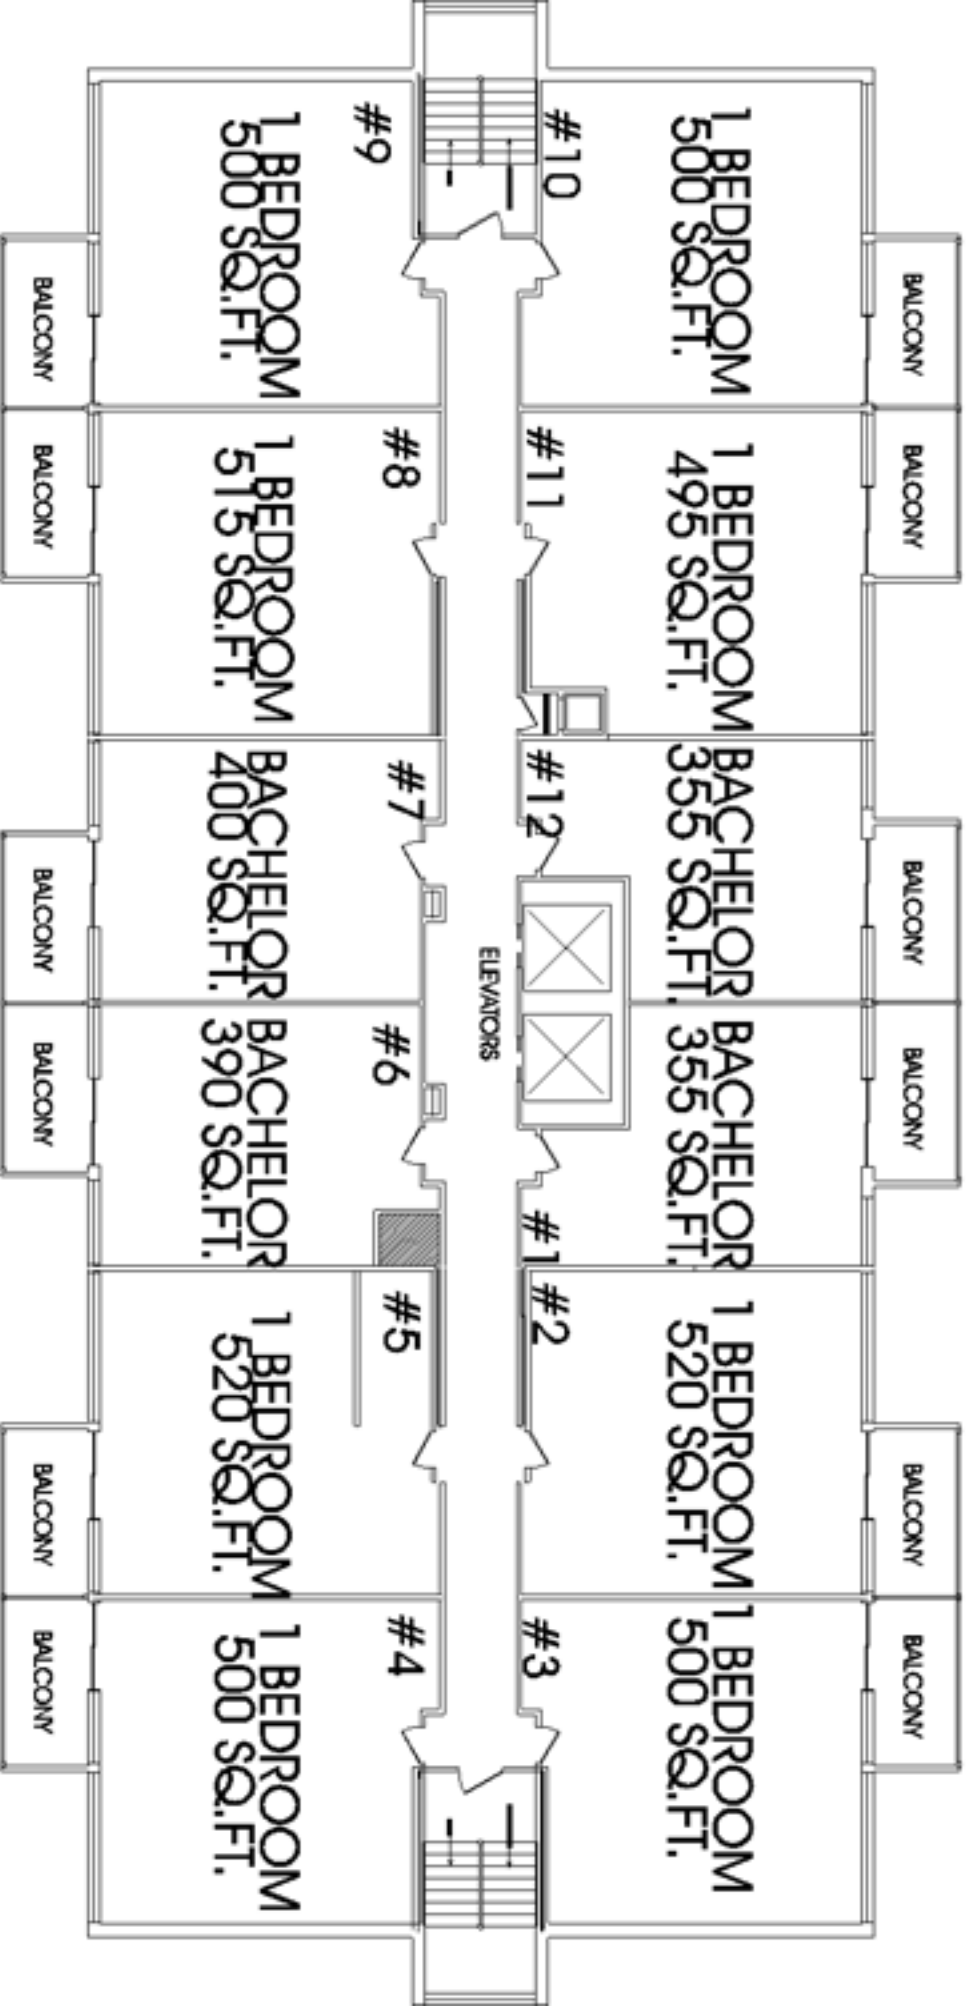 #9
1 BEDROOM
500 SQ.FT.
BALCONY
#10
1 BEDROOM
500 SQ.FT.
BALCONY
#8
1 BEDROOM
515 SQ.FT.
BALCONY
#11
1 BEDROOM
495 SQ.FT.
BALCONY
#7
BACHELOR
400 SQ.FT.
BALCONY
#12
BACHELOR
355 SQ.FT.
BALCONY
ELEVATORS
#6
BACHELOR
390 SQ.FT.
BALCONY
#1
BACHELOR
355 SQ.FT.
BALCONY
#5
1 BEDROOM
520 SQ.FT.
BALCONY
#2
1 BEDROOM
520 SQ.FT.
BALCONY
#4
1 BEDROOM
500 SQ.FT.
BALCONY
#3
1 BEDROOM
500 SQ.FT.
BALCONY